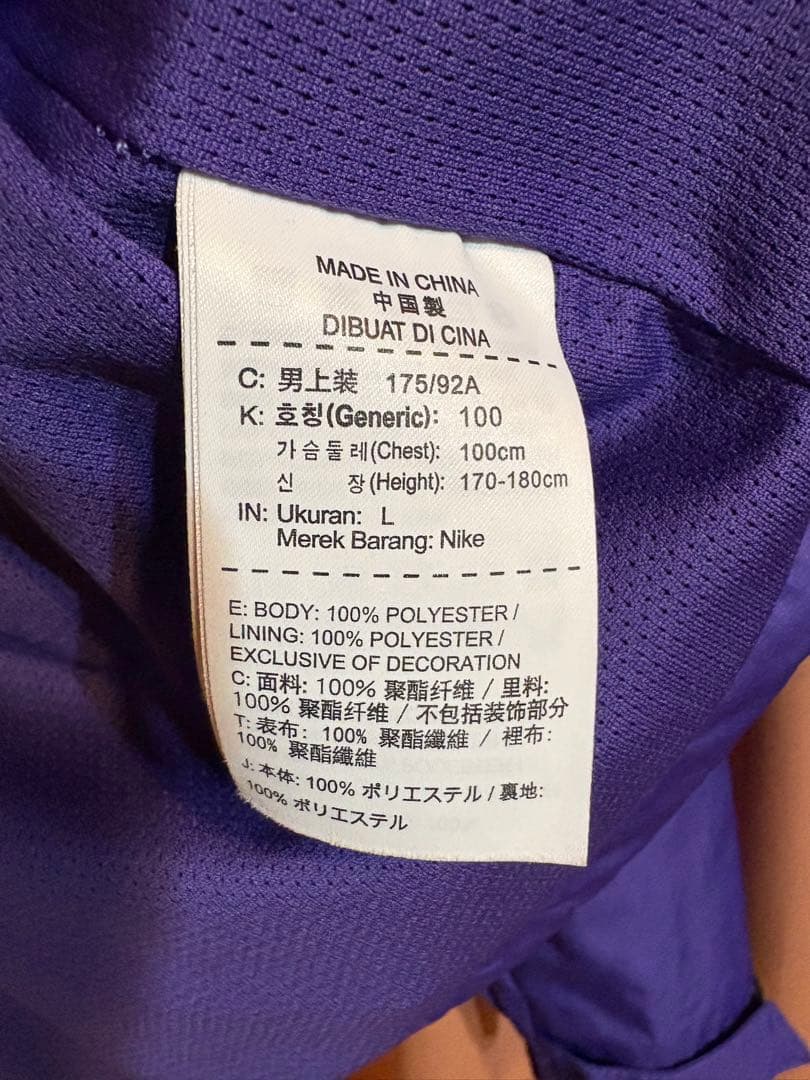 MADE IN CHINA
中国製
DIBUAT DI CINA
C: 男上装 175/92A
K: 호칭(Generic): 100
가슴둘레(Chest): 100cm
신 장(Height): 170-180cm
IN: Ukuran: L
Merek Barang: Nike
E: BODY: 100% POLYESTER /
LINING: 100% POLYESTER /
EXCLUSIVE OF DECORATION
C: 面料: 100% 聚酯纤维 / 里料:
100% 聚酯纤维 / 不包括装饰部分
T: 表布: 100% 聚酯纖維 / 裡布:
100% 聚酯纖維
J: 本体: 100% ポリエステル / 裏地:
100% ポリエステル